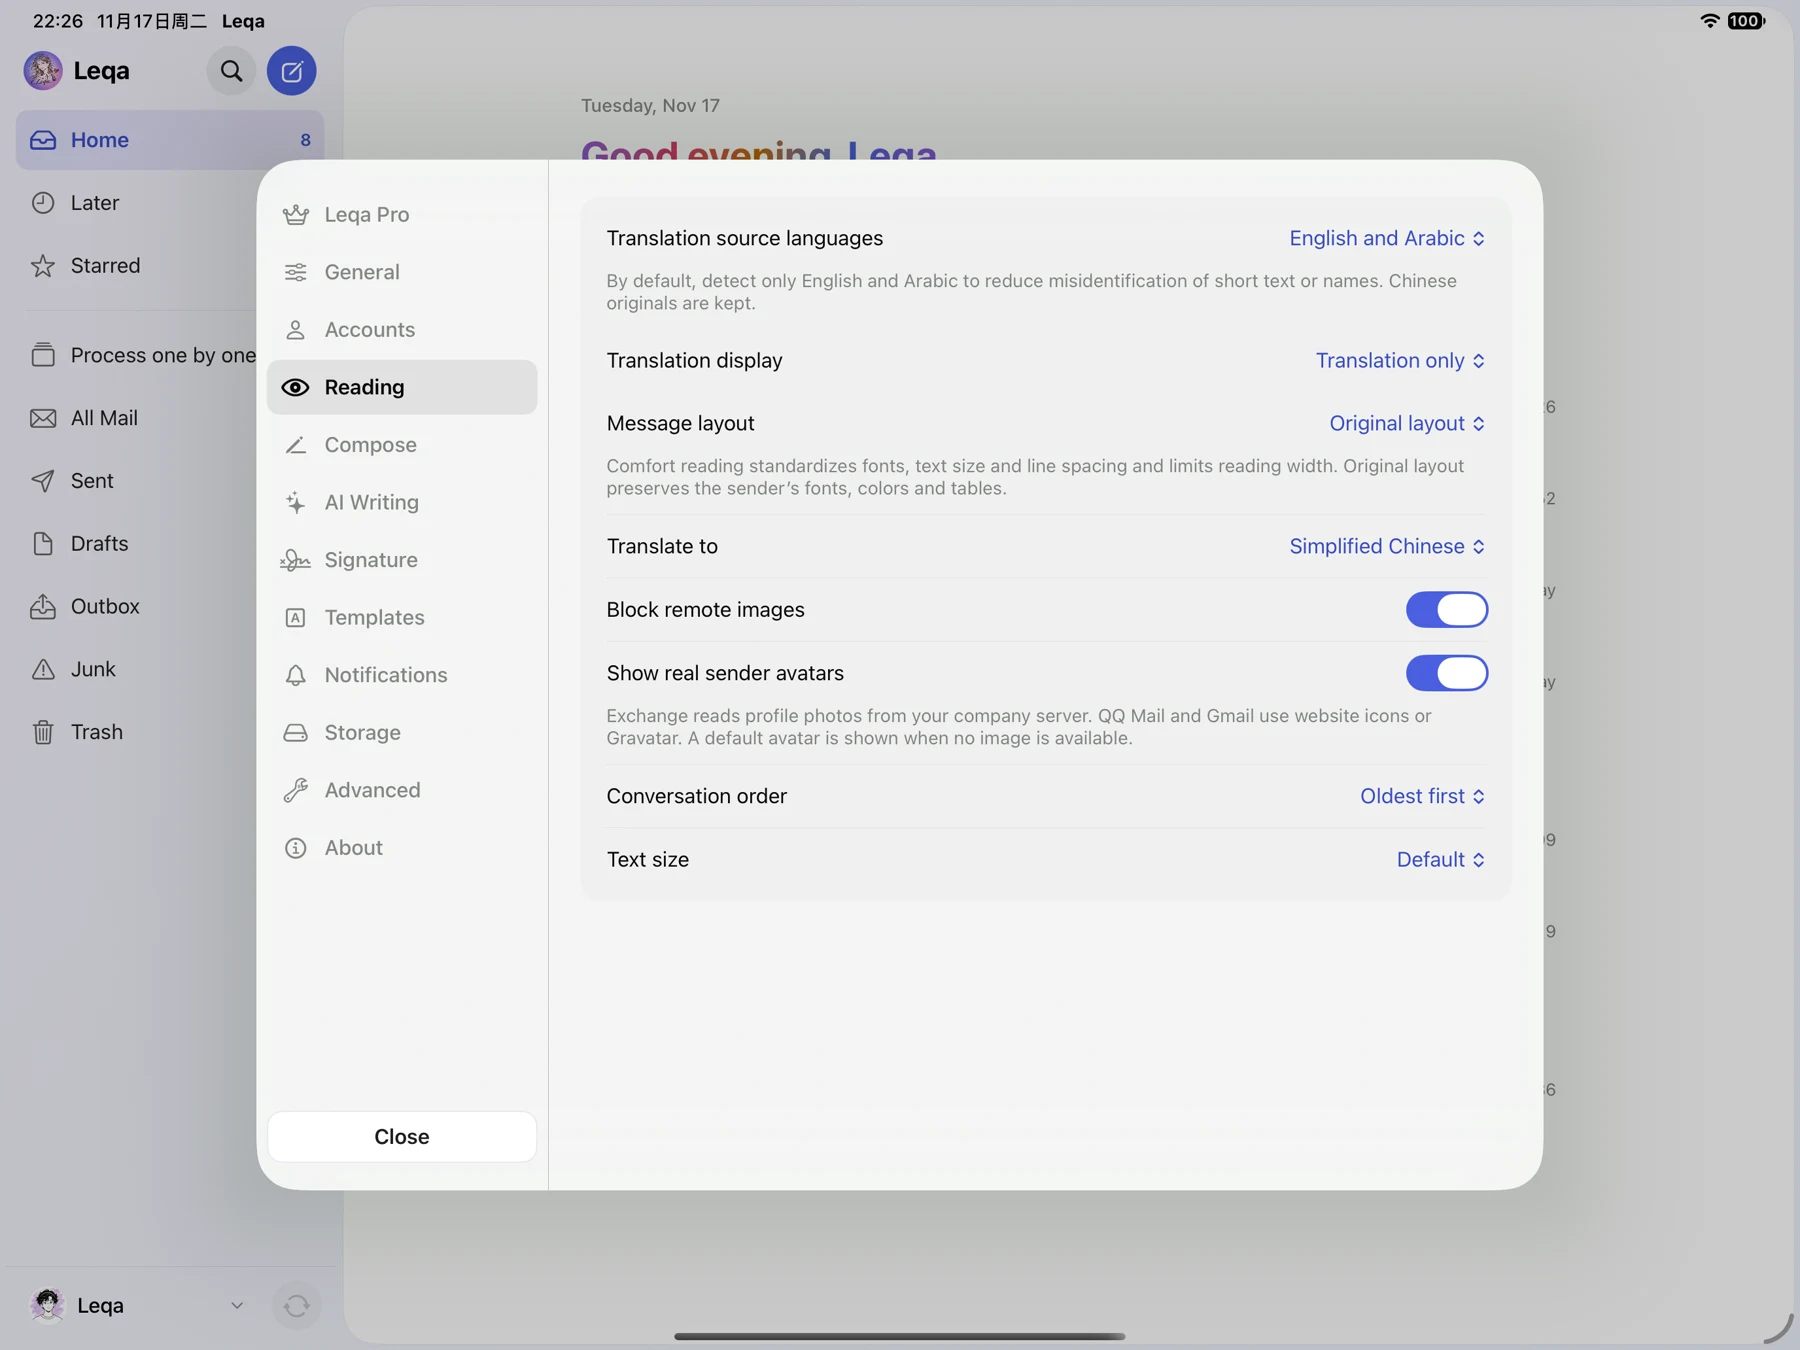 22:26 11月17日周二 Leqa
100
Leqa
Home 8
Later
Starred
Process one by one
All Mail
Sent
Drafts
Outbox
Junk
Trash
Leqa
Tuesday, Nov 17
Good evening, Leqa
Leqa Pro
General
Accounts
Reading
Compose
AI Writing
Signature
Templates
Notifications
Storage
Advanced
About
Close
Translation source languages English and Arabic
By default, detect only English and Arabic to reduce misidentification of short text or names. Chinese
originals are kept.
Translation display Translation only
Message layout Original layout
Comfort reading standardizes fonts, text size and line spacing and limits reading width. Original layout
preserves the sender’s fonts, colors and tables.
Translate to Simplified Chinese
Block remote images
Show real sender avatars
Exchange reads profile photos from your company server. QQ Mail and Gmail use website icons or
Gravatar. A default avatar is shown when no image is available.
Conversation order Oldest first
Text size Default